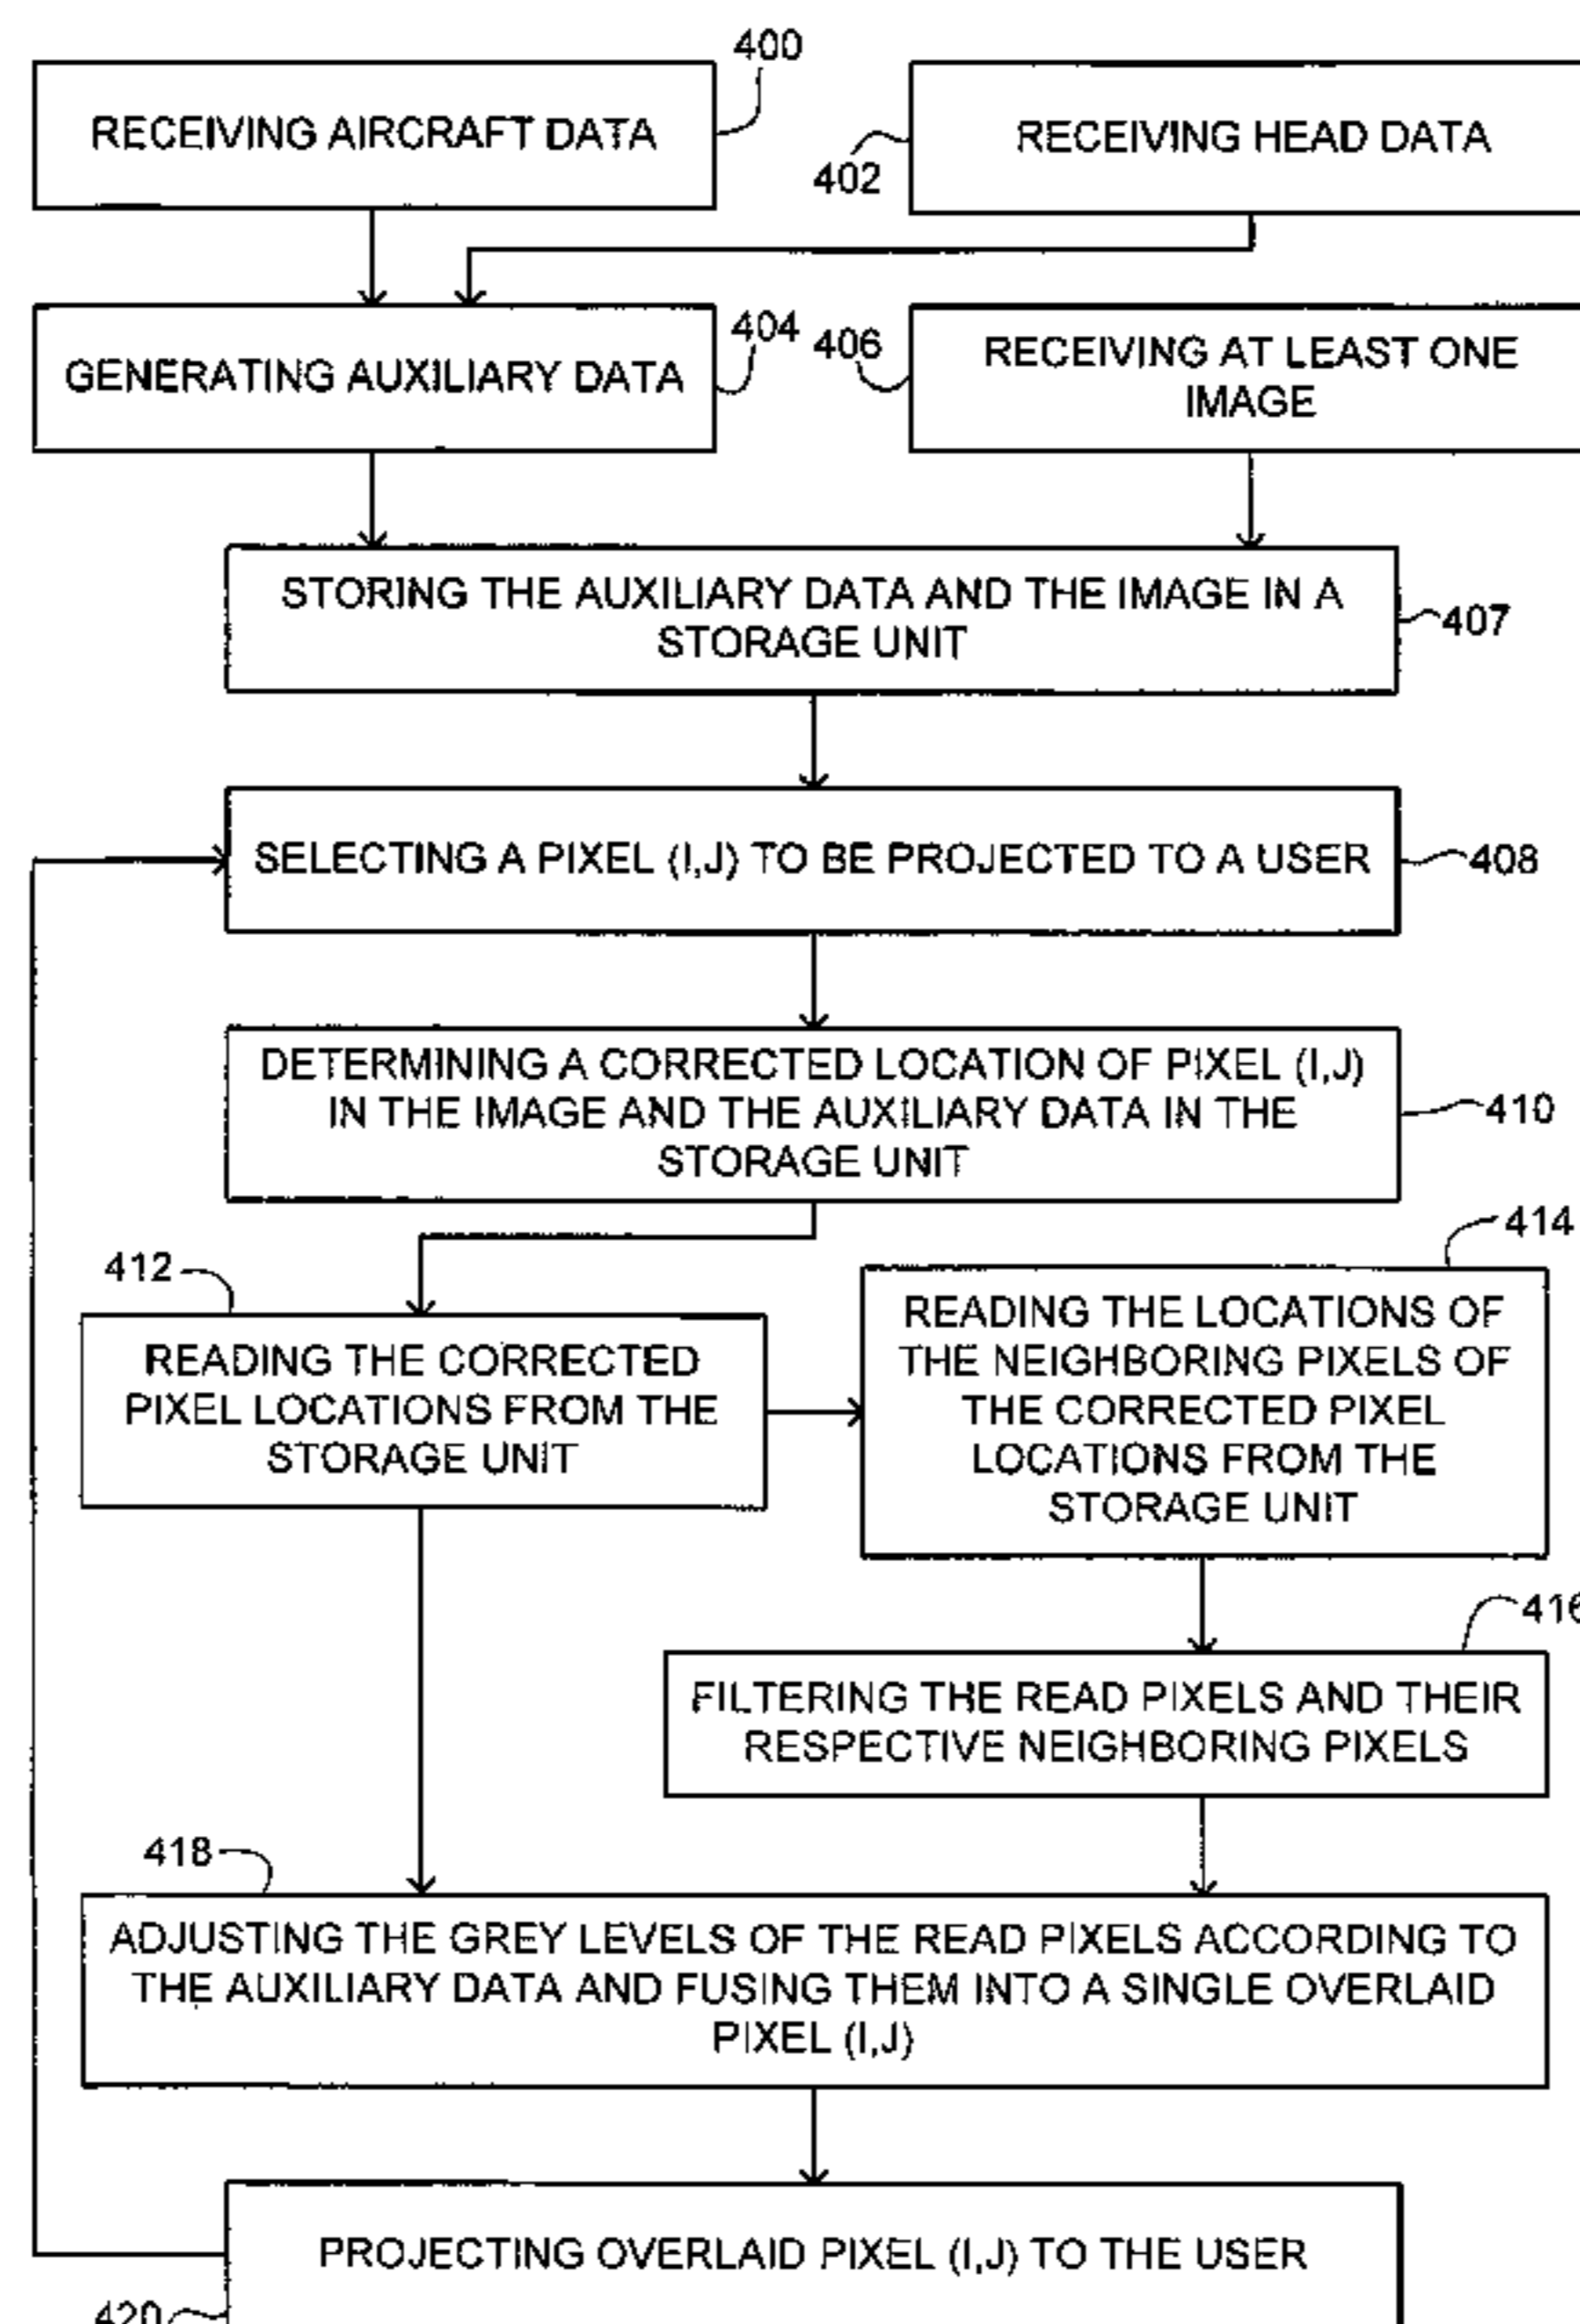 400
RECEIVING AIRCRAFT DATA
RECEIVING HEAD DATA
402
GENERATING AUXILIARY DATA
404
406
RECEIVING AT LEAST ONE
IMAGE
STORING THE AUXILIARY DATA AND THE IMAGE IN A
STORAGE UNIT
407
SELECTING A PIXEL (I,J) TO BE PROJECTED TO A USER
408
DETERMINING A CORRECTED LOCATION OF PIXEL (I,J)
IN THE IMAGE AND THE AUXILIARY DATA IN THE
STORAGE UNIT
410
412
READING THE CORRECTED
PIXEL LOCATIONS FROM THE
STORAGE UNIT
414
READING THE LOCATIONS OF
THE NEIGHBORING PIXELS OF
THE CORRECTED PIXEL
LOCATIONS FROM THE
STORAGE UNIT
416
FILTERING THE READ PIXELS AND THEIR
RESPECTIVE NEIGHBORING PIXELS
418
ADJUSTING THE GREY LEVELS OF THE READ PIXELS ACCORDING TO
THE AUXILIARY DATA AND FUSING THEM INTO A SINGLE OVERLAID
PIXEL (I,J)
PROJECTING OVERLAID PIXEL (I,J) TO THE USER
420